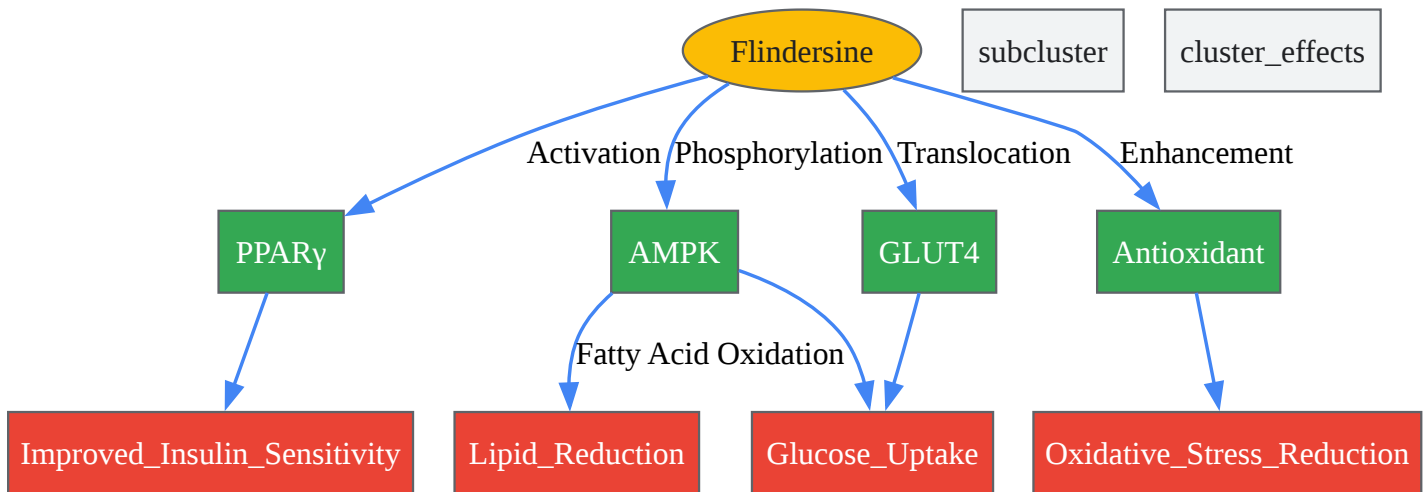 Flindersine
subcluster
cluster_effects
Activation
Phosphorylation
Translocation
Enhancement
PPARγ
AMPK
GLUT4
Antioxidant
Fatty Acid Oxidation
Improved_Insulin_Sensitivity
Lipid_Reduction
Glucose_Uptake
Oxidative_Stress_Reduction